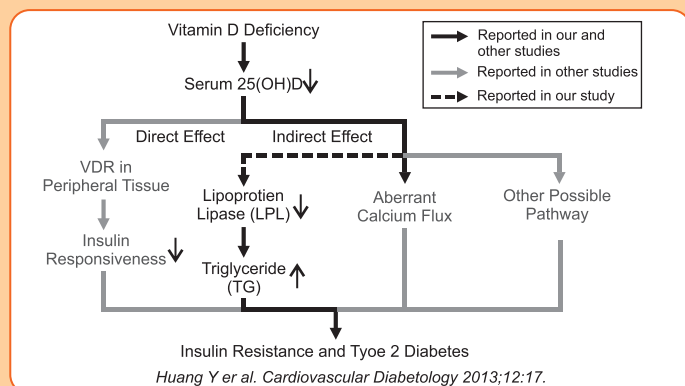 Vitamin D Deficiency
Serum 25(OH)D
Reported in our and
other studies
Reported in other studies
Reported in our study
Direct Effect
Indirect Effect
VDR in
Peripheral Tissue
Insulin
Responsiveness
Lipoprotien
Lipase (LPL)
Triglyceride
(TG)
Aberrant
Calcium Flux
Other Possible
Pathway
Insulin Resistance and Tyoe 2 Diabetes
Huang Y er al. Cardiovascular Diabetology 2013;12:17.